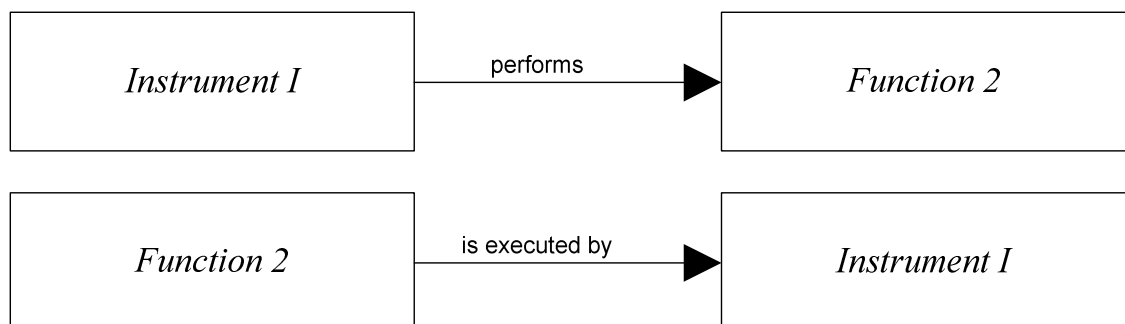 Instrument I performs Function 2
Function 2 is executed by Instrument I